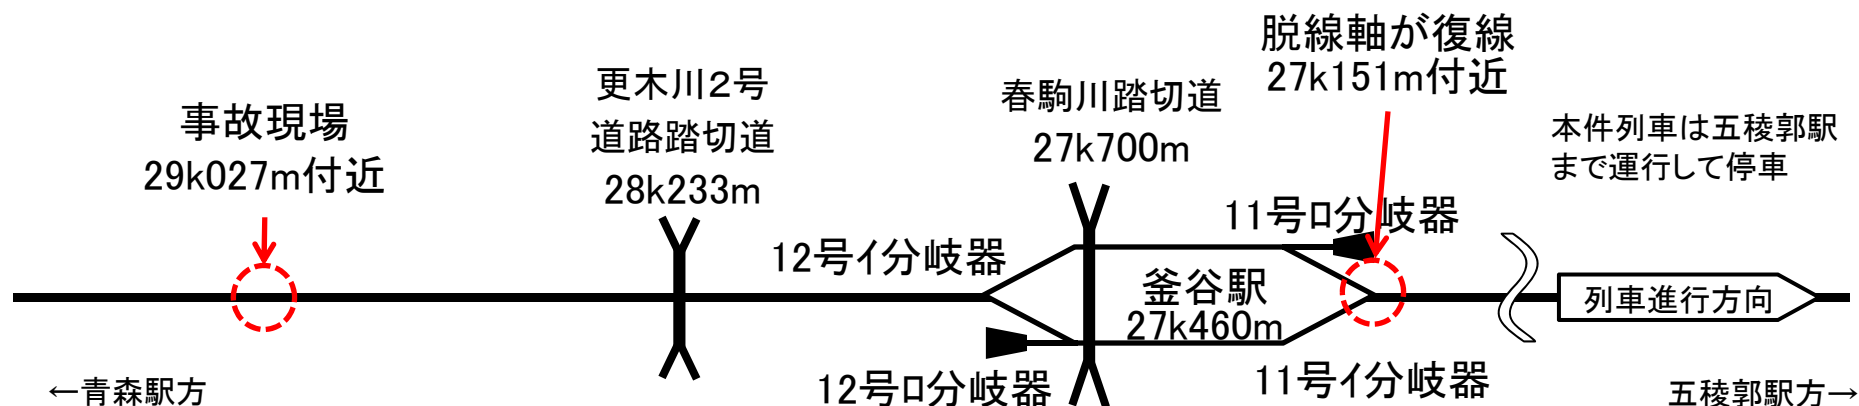 脱線軸が復線
27k151m付近
更木川２号
道路踏切道
28k233m
春駒川踏切道
27k700m
事故現場
29k027m付近
本件列車は五稜郭駅
まで運行して停車
11号ロ分岐器
12号イ分岐器
釜谷駅
27k460m
列車進行方向
12号ロ分岐器
11号イ分岐器
←青森駅方
五稜郭駅方→